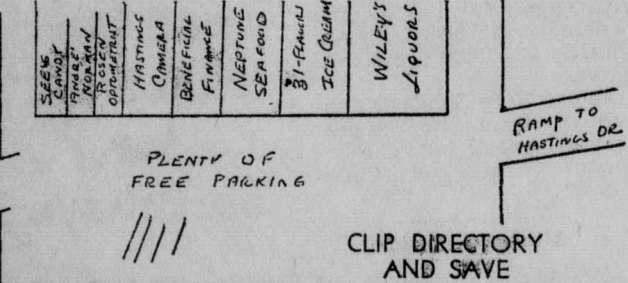 SEE'S
CANDY
ANDRE'
NORMAN
ROSEN
OPTOMETRIST
HASTINGS
CAMERA
BENEFICIAL
FINANCE
NEPTUNE
SEAFOOD
31-FLAVORS
ICE CREAM
WILEY'S
LIQUORS
RAMP TO
HASTINGS DR.
PLENTY OF
FREE PARKING
CLIP DIRECTORY
AND SAVE